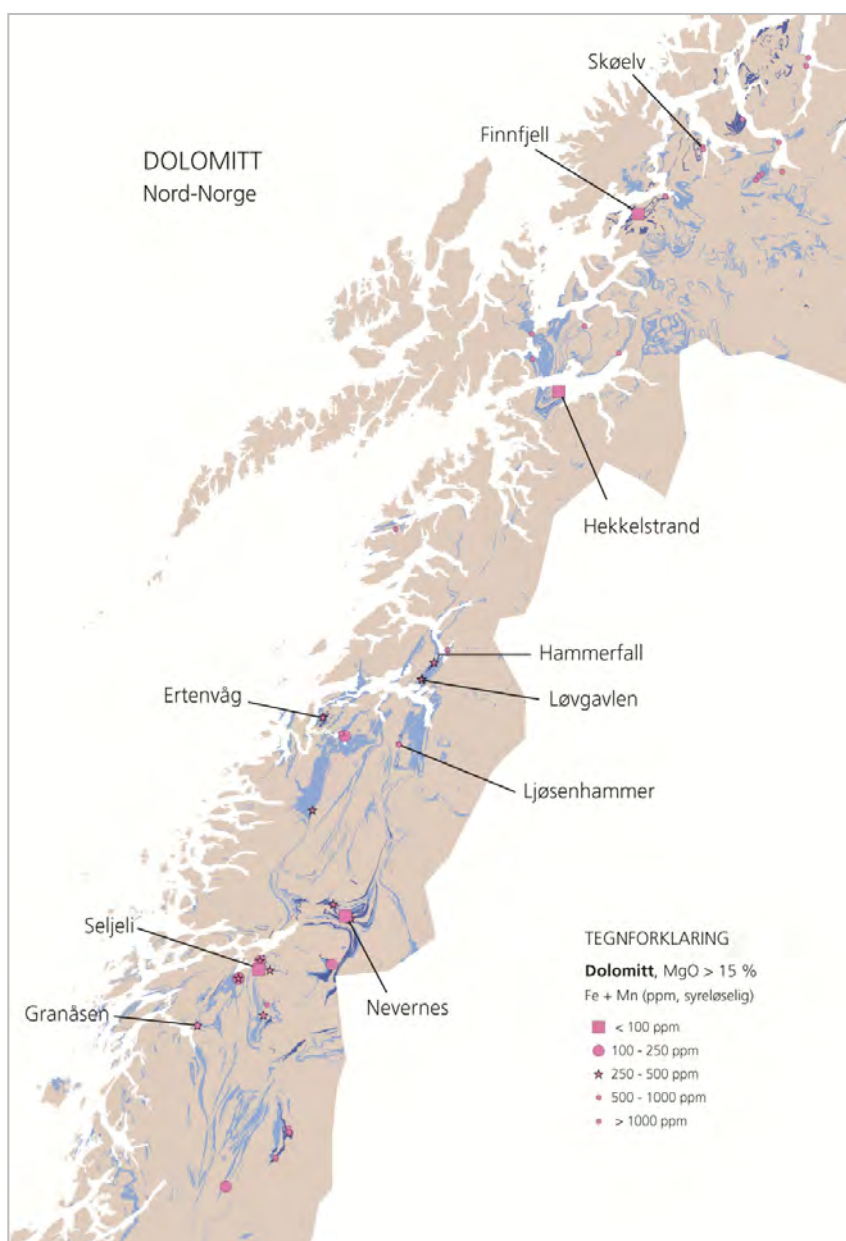 DOLOMITT
Nord-Norge
Skøelv
Finnfjell
Hekkelstrand
Hammerfall
Løvgavlen
Ertenvåg
Ljøsenhammer
Seljeli
Nevernes
Granåsen
TEGNFORKLARING
Dolomitt, MgO > 15 %
Fe + Mn (ppm, syreløselig)
< 100 ppm
100 - 250 ppm
250 - 500 ppm
500 - 1000 ppm
> 1000 ppm